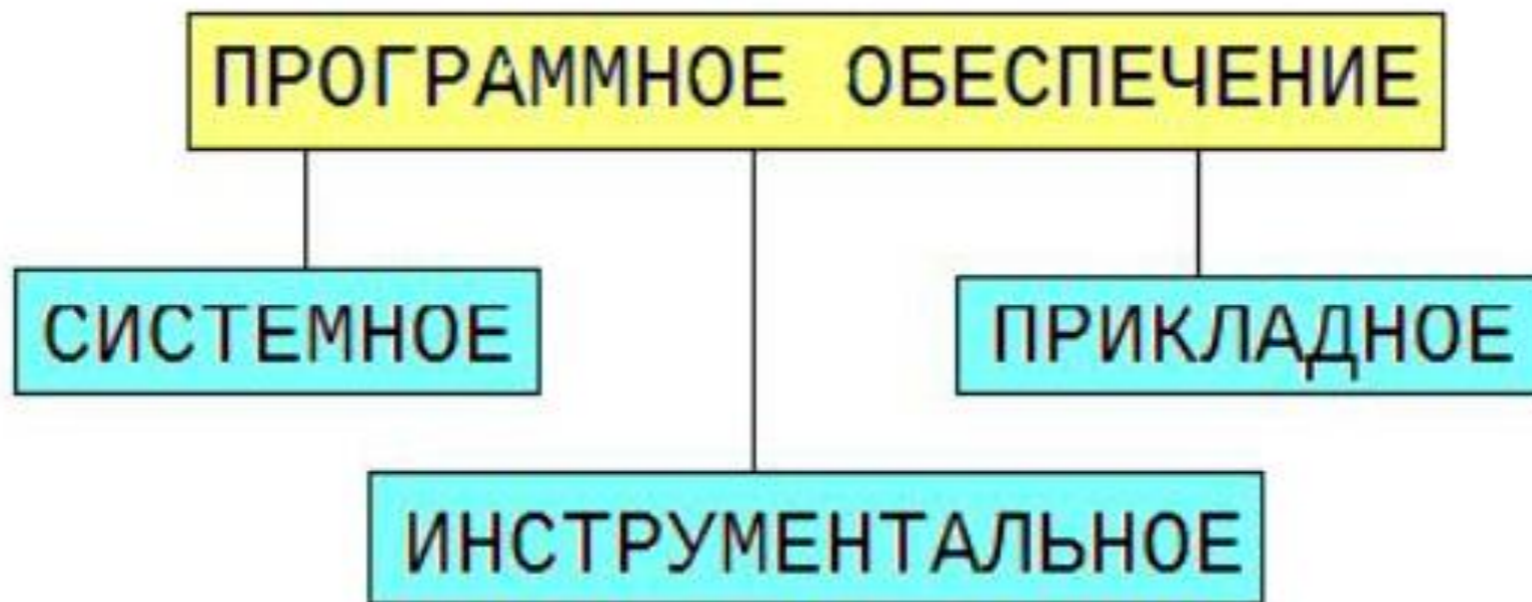 ПРОГРАММНОЕ ОБЕСПЕЧЕНИЕ
СИСТЕМНОЕ
ПРИКЛАДНОЕ
ИНСТРУМЕНТАЛЬНОЕ